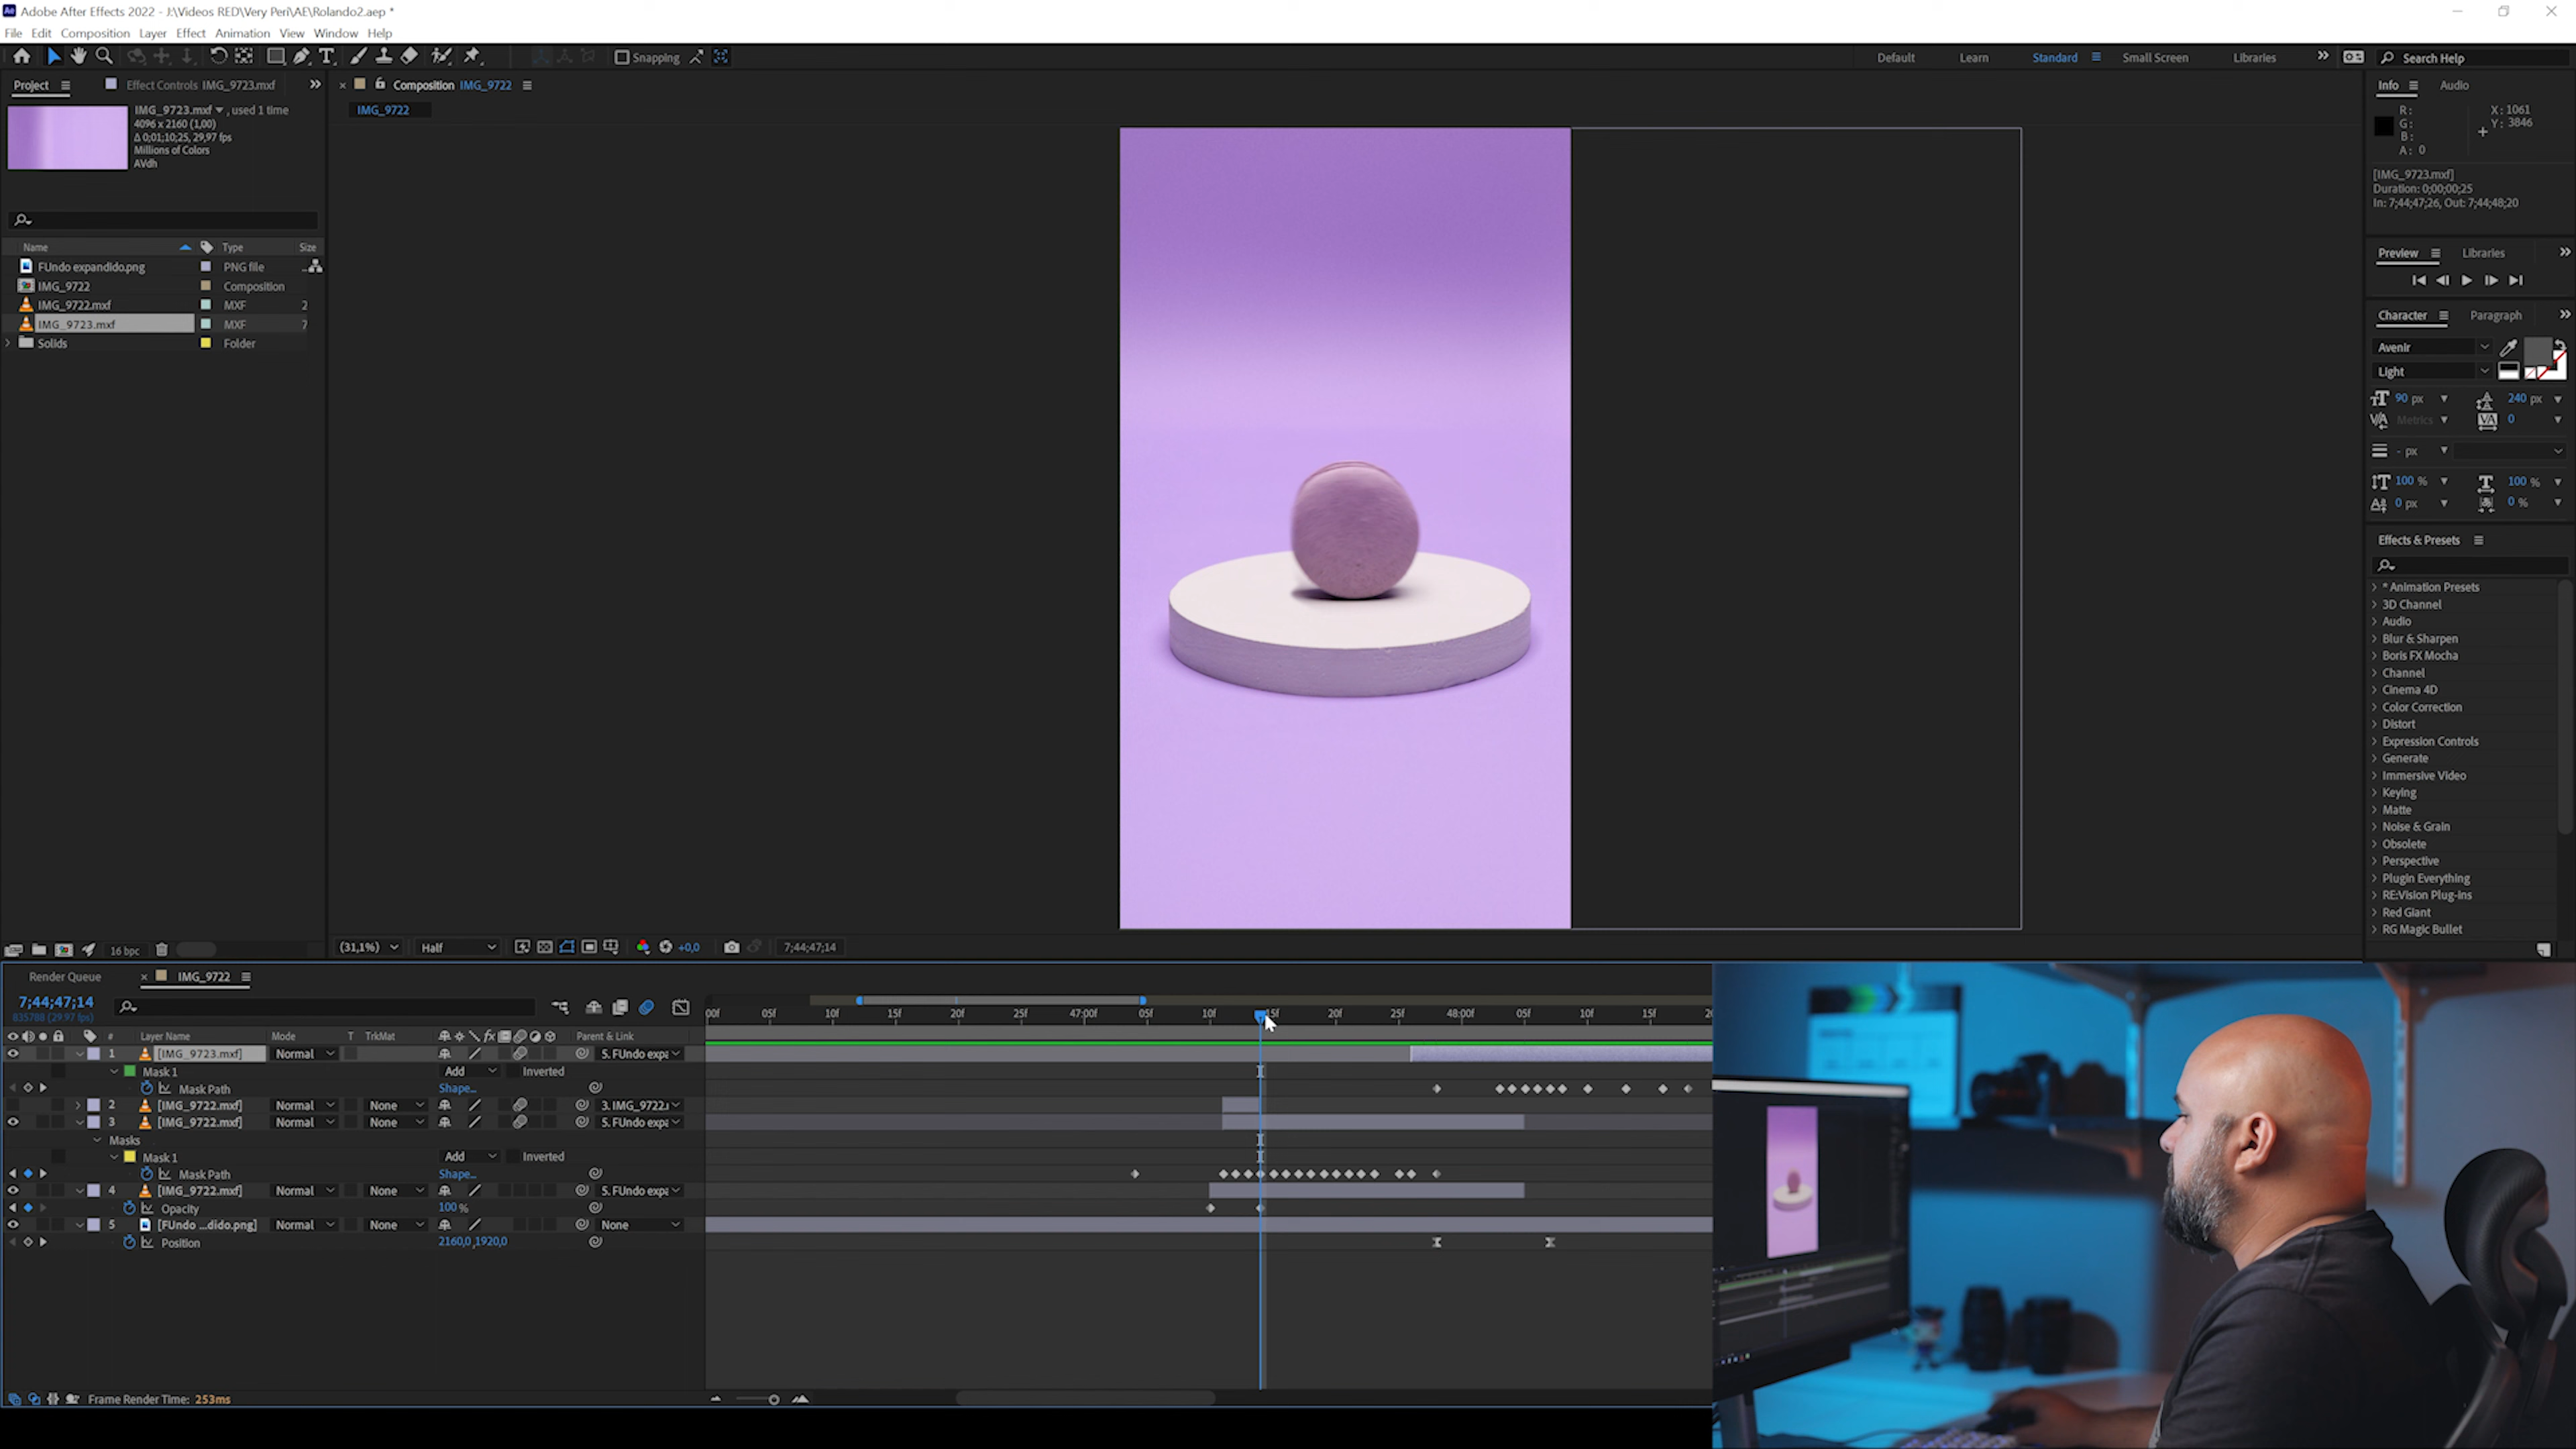 Adobe After Effects 2022 - J:\Videos RED\Very Peri\AE\Rolando2.aep *
File Edit Composition Layer Effect Animation View Window Help
Snapping
Default Learn Standard Small Screen Libraries Search Help
Project Effect Controls IMG_9723.mxf
Composition IMG_9722
IMG_9722
IMG_9723.mxf , used 1 time
4096 x 2160 (1,00)
Δ 0;01;10;25, 29,97 fps
Millions of Colors
AVdh
Name Type Size
FUndo expandido.png PNG file ...
IMG_9722 Composition
IMG_9722.mxf MXF 2
IMG_9723.mxf MXF 7
Solids Folder
16 bpc
(31,1%) Half +0,0 7;44;47;14
Info Audio
R: X: 1061
G: Y: 3846
B:
A: 0
[IMG_9723.mxf]
Duration: 0;00;00;25
In: 7;44;47;26, Out: 7;44;48;20
Preview Libraries
Character Paragraph
Avenir
Light
90 px 240 px
Metrics 0
- px
100 % 100 %
0 px 0 %
Effects & Presets
* Animation Presets
3D Channel
Audio
Blur & Sharpen
Boris FX Mocha
Channel
Cinema 4D
Color Correction
Distort
Expression Controls
Generate
Immersive Video
Keying
Matte
Noise & Grain
Obsolete
Perspective
Plugin Everything
RE:Vision Plug-ins
Red Giant
RG Magic Bullet
Render Queue IMG_9722
7;44;47;14
835788 (29.97 fps)
00f 05f 10f 15f 20f 25f 47:00f 05f 10f 15f 20f 25f 48:00f 05f 10f 15f 20
# Layer Name Mode T TrkMat Parent & Link
1 [IMG_9723.mxf] Normal 5. FUndo expa
Mask 1 Add Inverted
Mask Path Shape...
2 [IMG_9722.mxf] Normal None 3. IMG_9722.r
3 [IMG_9722.mxf] Normal None 5. FUndo expa
Masks
Mask 1 Add Inverted
Mask Path Shape...
4 [IMG_9722.mxf] Normal None 5. FUndo expa
Opacity 100 %
5 [FUndo ...dido.png] Normal None None
Position 2160,0,1920,0
Frame Render Time: 253ms